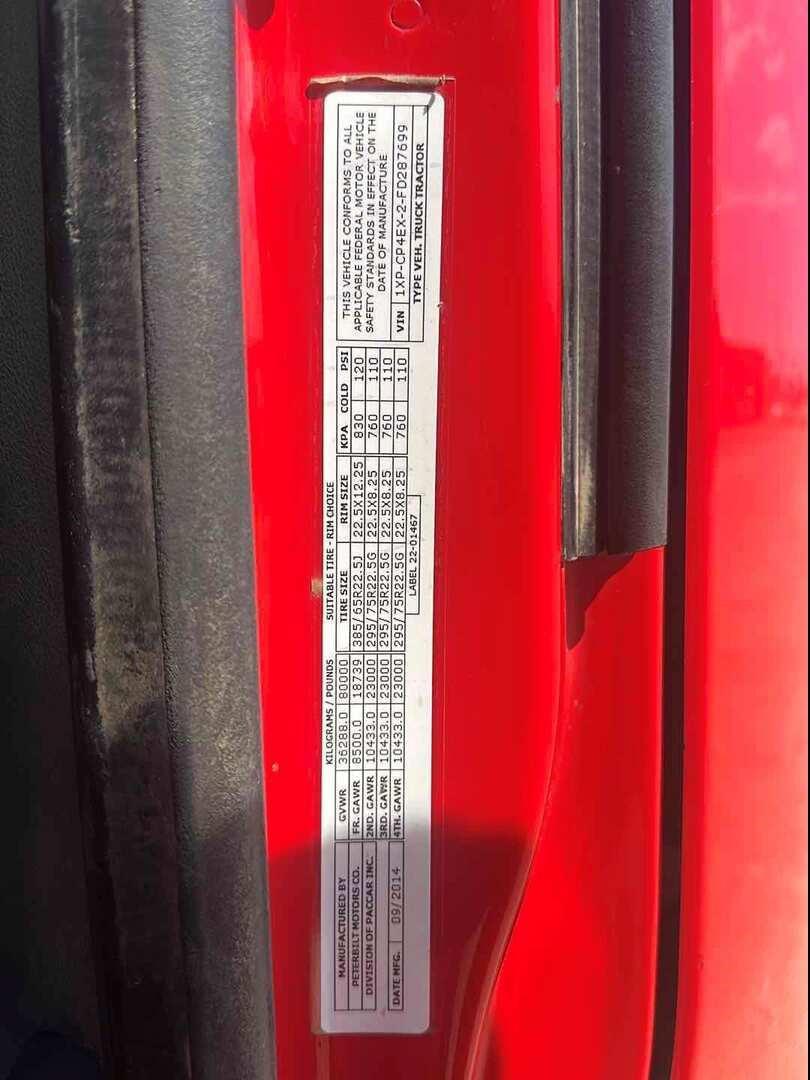 MANUFACTURED BY
PETERBILT MOTORS CO.
DIVISION OF PACCAR INC.
DATE MFG. 09/2014
KILOGRAMS / POUNDS
GVWR 36288.0 80000
FR. GAWR 8500.0 18739
2ND. GAWR 10433.0 23000
3RD. GAWR 10433.0 23000
4TH. GAWR 10433.0 23000
SUITABLE TIRE - RIM CHOICE
TIRE SIZE RIM SIZE KPA COLD PSI
385/65R22.5J 22.5X12.25 830 120
295/75R22.5G 22.5X8.25 760 110
295/75R22.5G 22.5X8.25 760 110
295/75R22.5G 22.5X8.25 760 110
LABEL 22-01467
THIS VEHICLE CONFORMS TO ALL
APPLICABLE FEDERAL MOTOR VEHICLE
SAFETY STANDARDS IN EFFECT ON THE
DATE OF MANUFACTURE
VIN 1XP-CP4EX-2-FD287699
TYPE VEH. TRUCK TRACTOR